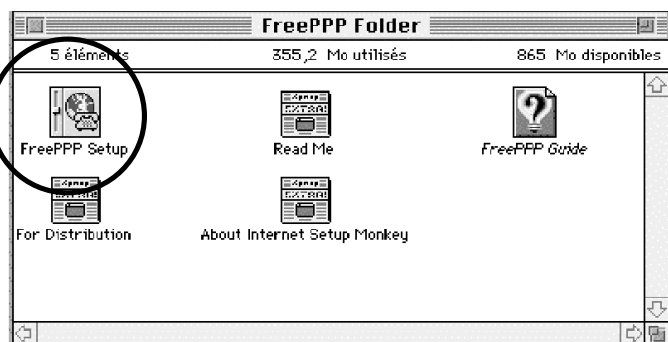 FreePPP Folder
5 éléments 355,2 Mo utilisés 865 Mo disponibles
FreePPP Setup Read Me FreePPP Guide
For Distribution About Internet Setup Monkey